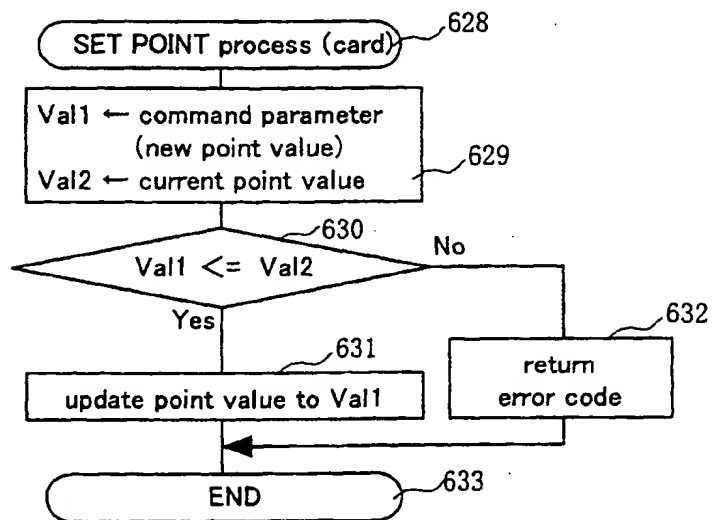 SET POINT process (card)
628
Val1 ← command parameter
(new point value)
Val2 ← current point value
629
630
Val1 <= Val2
No
Yes
631
632
update point value to Val1
return
error code
END
633